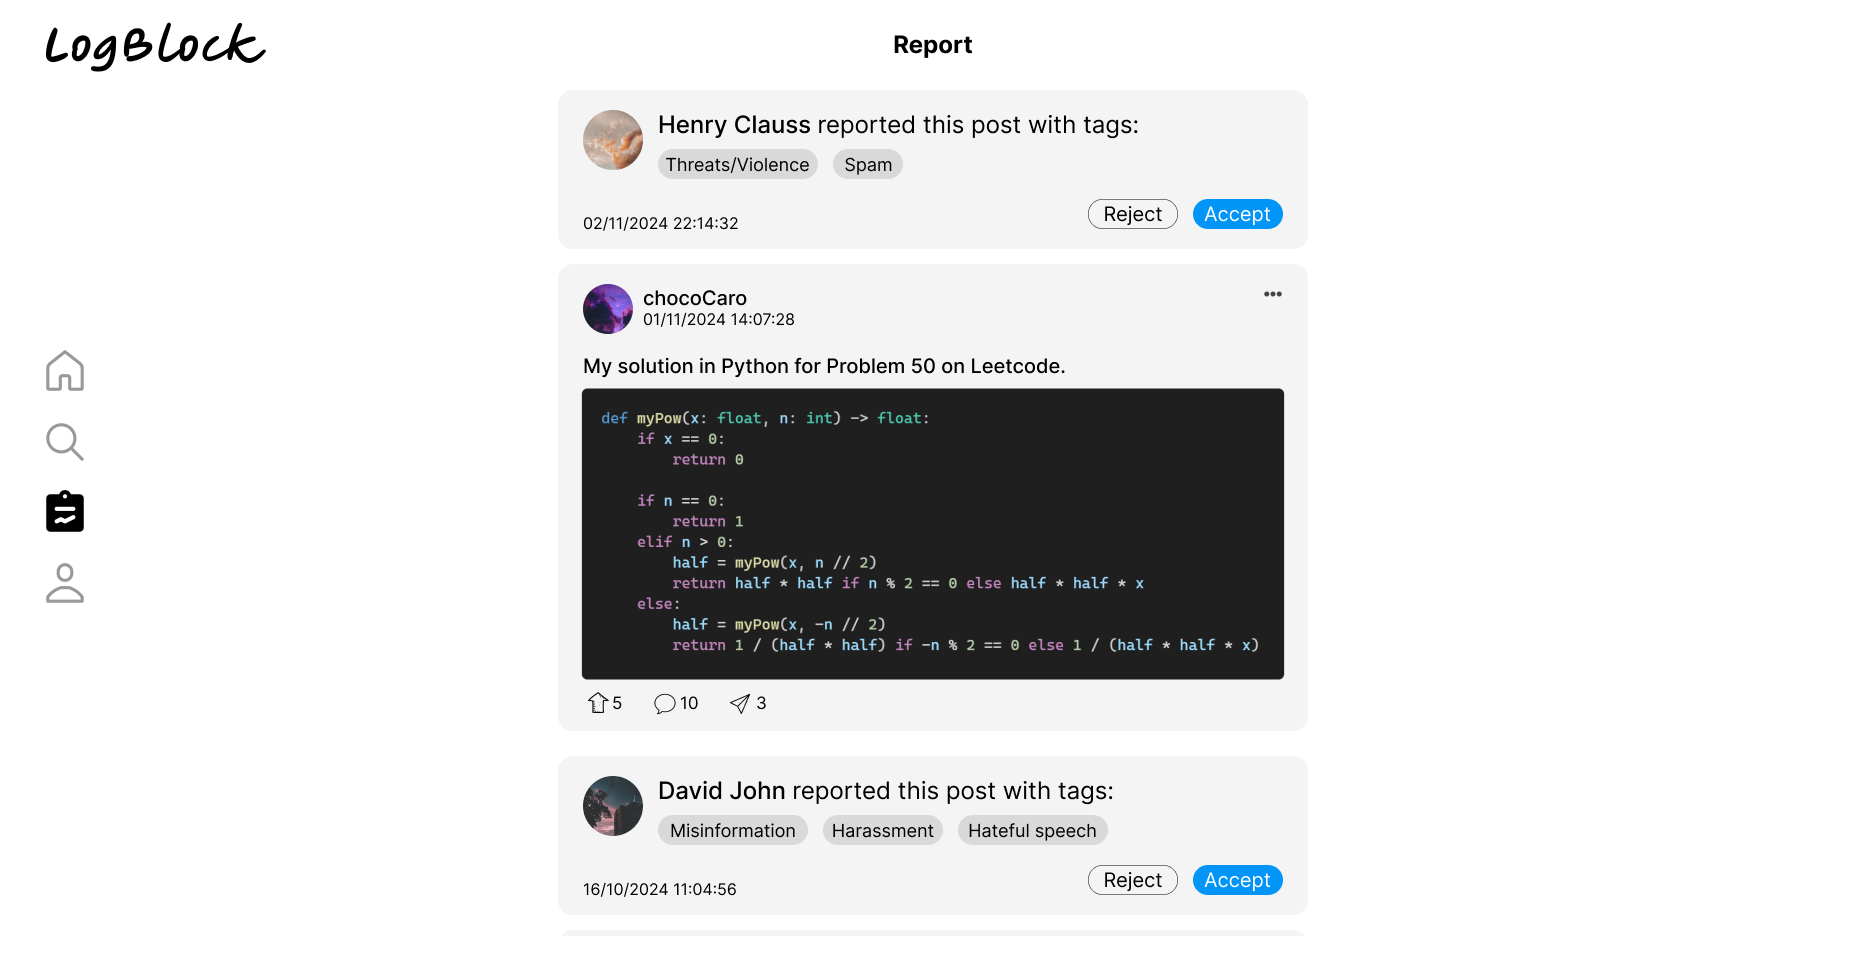 LogBlock
Report
Henry Clauss reported this post with tags:
Threats/Violence Spam
02/11/2024 22:14:32
Reject Accept
chocoCaro
01/11/2024 14:07:28
My solution in Python for Problem 50 on Leetcode.
def myPow(x: float, n: int) -> float:
    if x == 0:
        return 0
    if n == 0:
        return 1
    elif n > 0:
        half = myPow(x, n // 2)
        return half * half if n % 2 == 0 else half * half * x
    else:
        half = myPow(x, -n // 2)
        return 1 / (half * half) if -n % 2 == 0 else 1 / (half * half * x)
5 10 3
David John reported this post with tags:
Misinformation Harassment Hateful speech
16/10/2024 11:04:56
Reject Accept